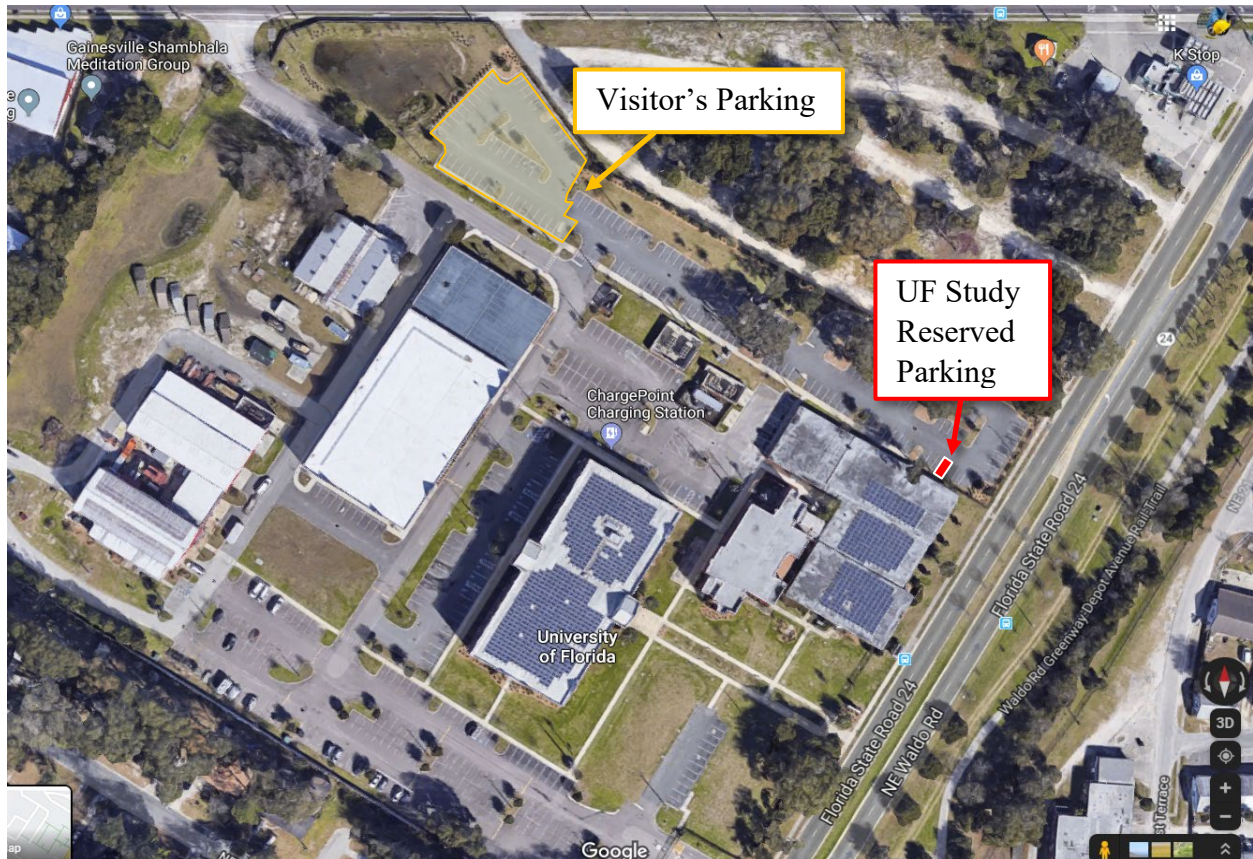 Gainesville Shambhala
Meditation Group
K Stop
Visitor's Parking
UF Study
Reserved
Parking
24
ChargePoint
Charging Station
Florida State Road 24
Waldo Rd Greenway
Depot Avenue Rail-Trail
University
of Florida
Florida State Road 24
NE Waldo Rd
3D
Google